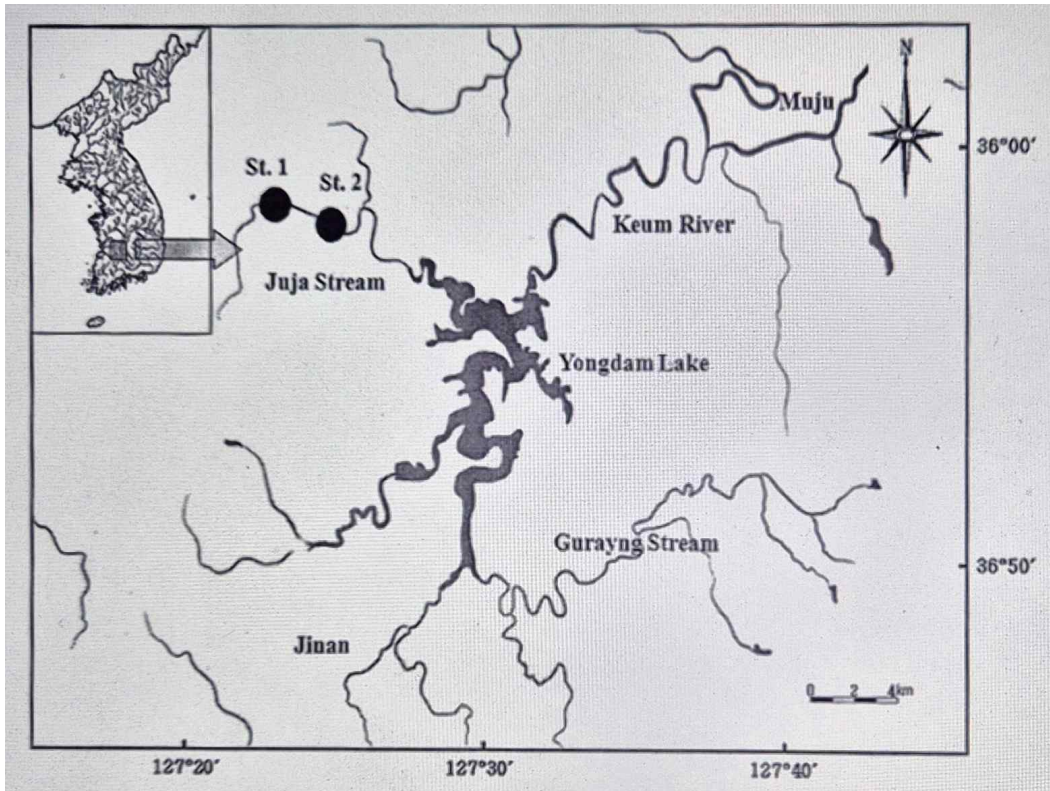 N
Muju
36°00′
St. 1
St. 2
Keum River
Juja Stream
Yongdam Lake
Gurayng Stream
36°50′
Jinan
0 2 4km
127°20′
127°30′
127°40′